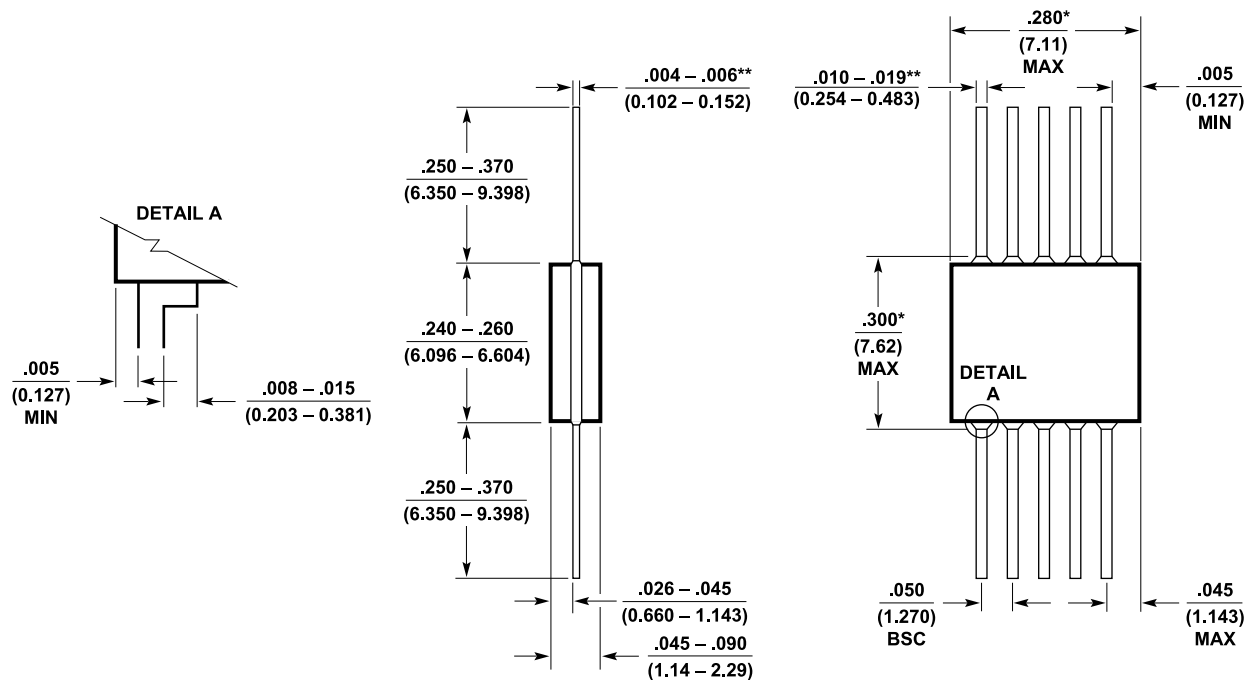 DETAIL A
.005
(0.127)
MIN
.008 – .015
(0.203 – 0.381)
.004 – .006**
(0.102 – 0.152)
.250 – .370
(6.350 – 9.398)
.240 – .260
(6.096 – 6.604)
.250 – .370
(6.350 – 9.398)
.026 – .045
(0.660 – 1.143)
.045 – .090
(1.14 – 2.29)
.280*
(7.11)
MAX
.010 – .019**
(0.254 – 0.483)
.005
(0.127)
MIN
.300*
(7.62)
MAX
DETAIL
A
.050
(1.270)
BSC
.045
(1.143)
MAX